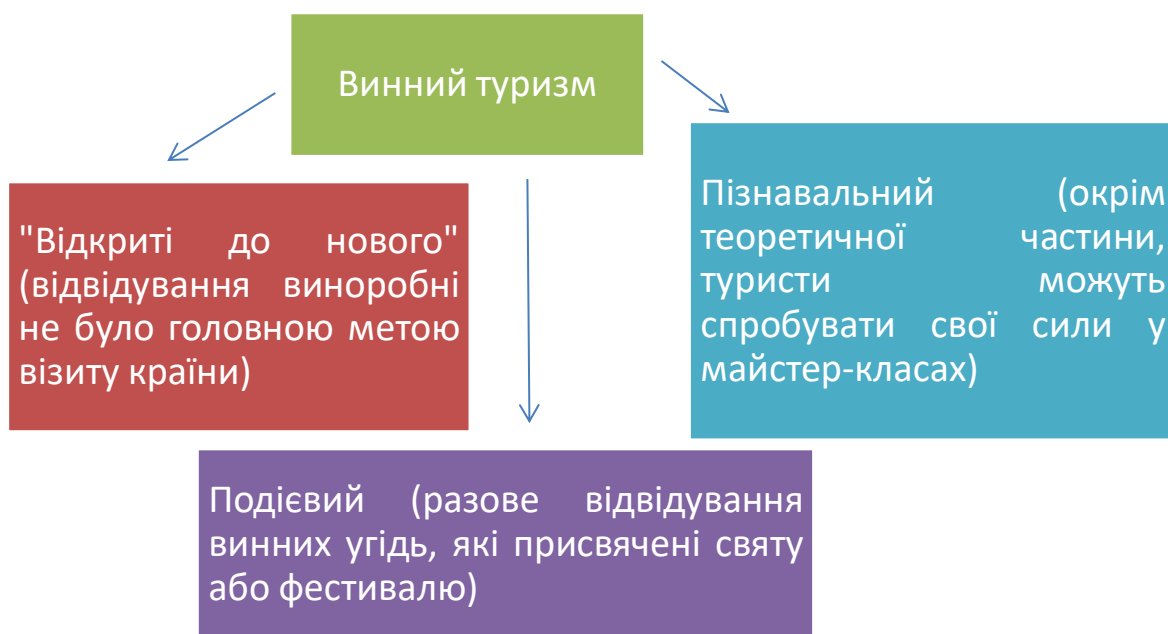 Винний туризм
"Відкриті до нового"
(відвідування виноробні
не було головною метою
візиту країни)
Пізнавальний (окрім
теоретичної частини,
туристи можуть
спробувати свої сили у
майстер-класах)
Подієвий (разове відвідування
винних угідь, які присвячені святу
або фестивалю)